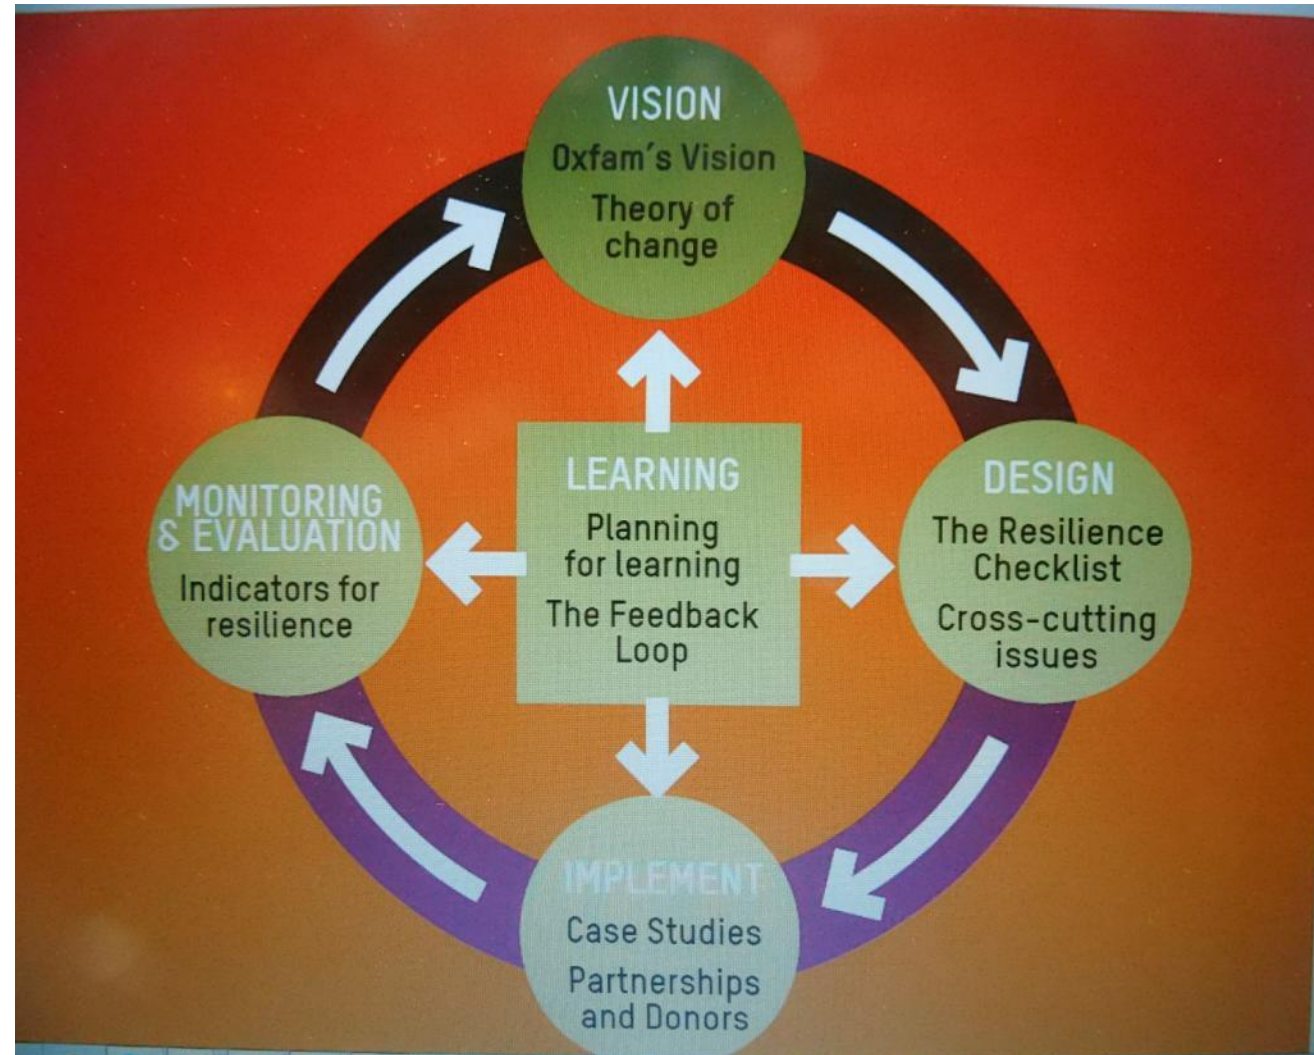 VISION
Oxfam's Vision
Theory of
change
DESIGN
The Resilience
Checklist
Cross-cutting
issues
IMPLEMENT
Case Studies
Partnerships
and Donors
MONITORING
& EVALUATION
Indicators for
resilience
LEARNING
Planning
for learning
The Feedback
Loop